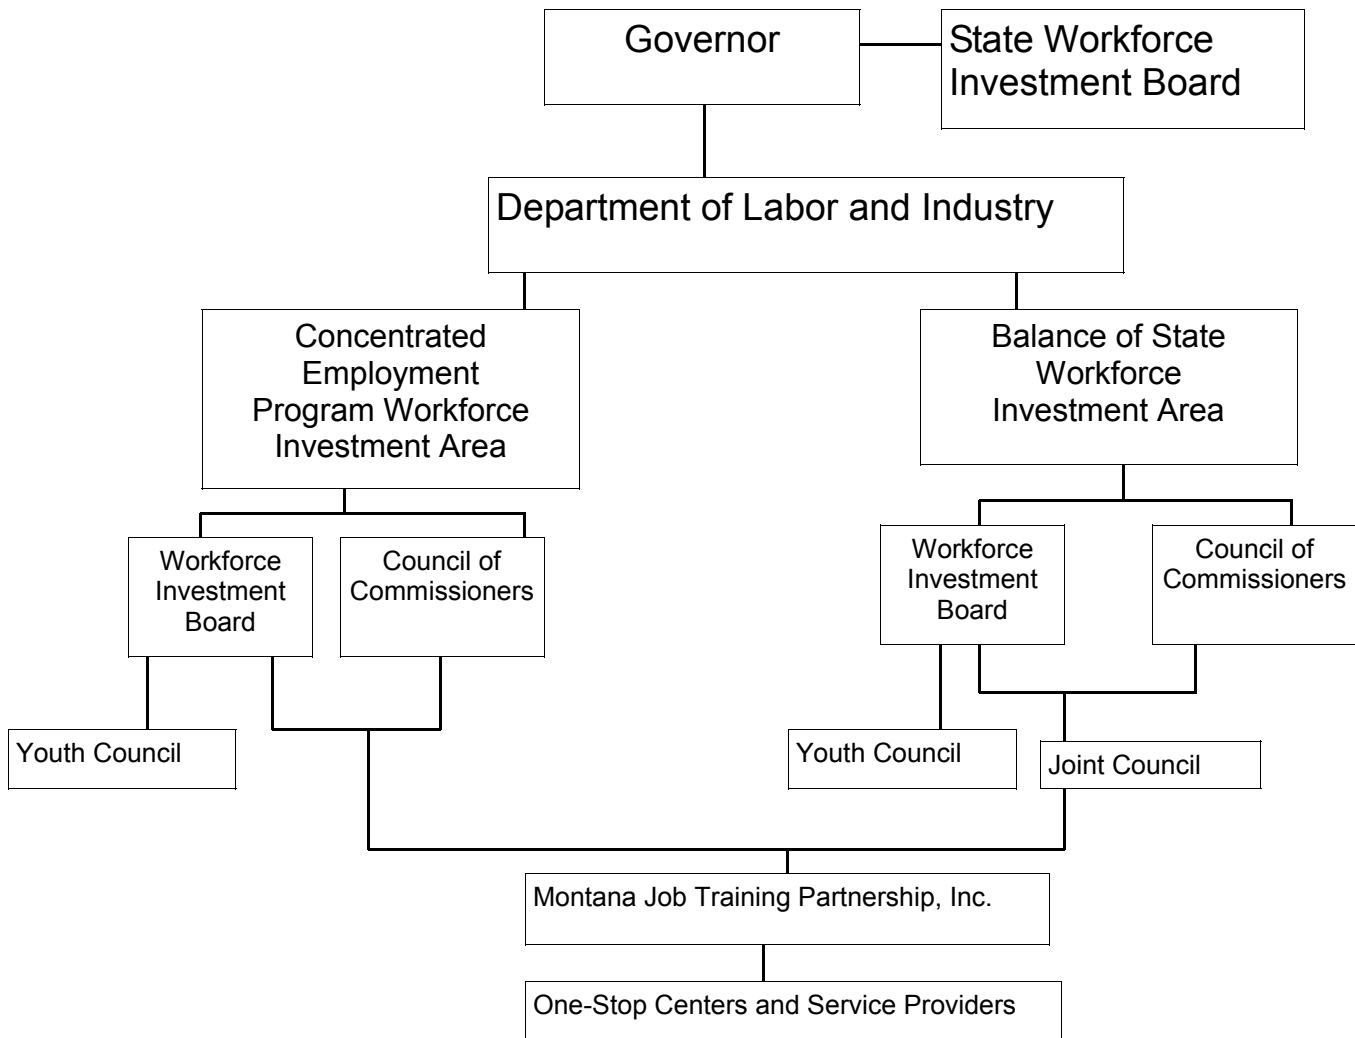 Governor
State Workforce
Investment Board
Department of Labor and Industry
Concentrated
Employment
Program Workforce
Investment Area
Balance of State
Workforce
Investment Area
Workforce
Investment
Board
Council of
Commissioners
Workforce
Investment
Board
Council of
Commissioners
Youth Council
Youth Council
Joint Council
Montana Job Training Partnership, Inc.
One-Stop Centers and Service Providers